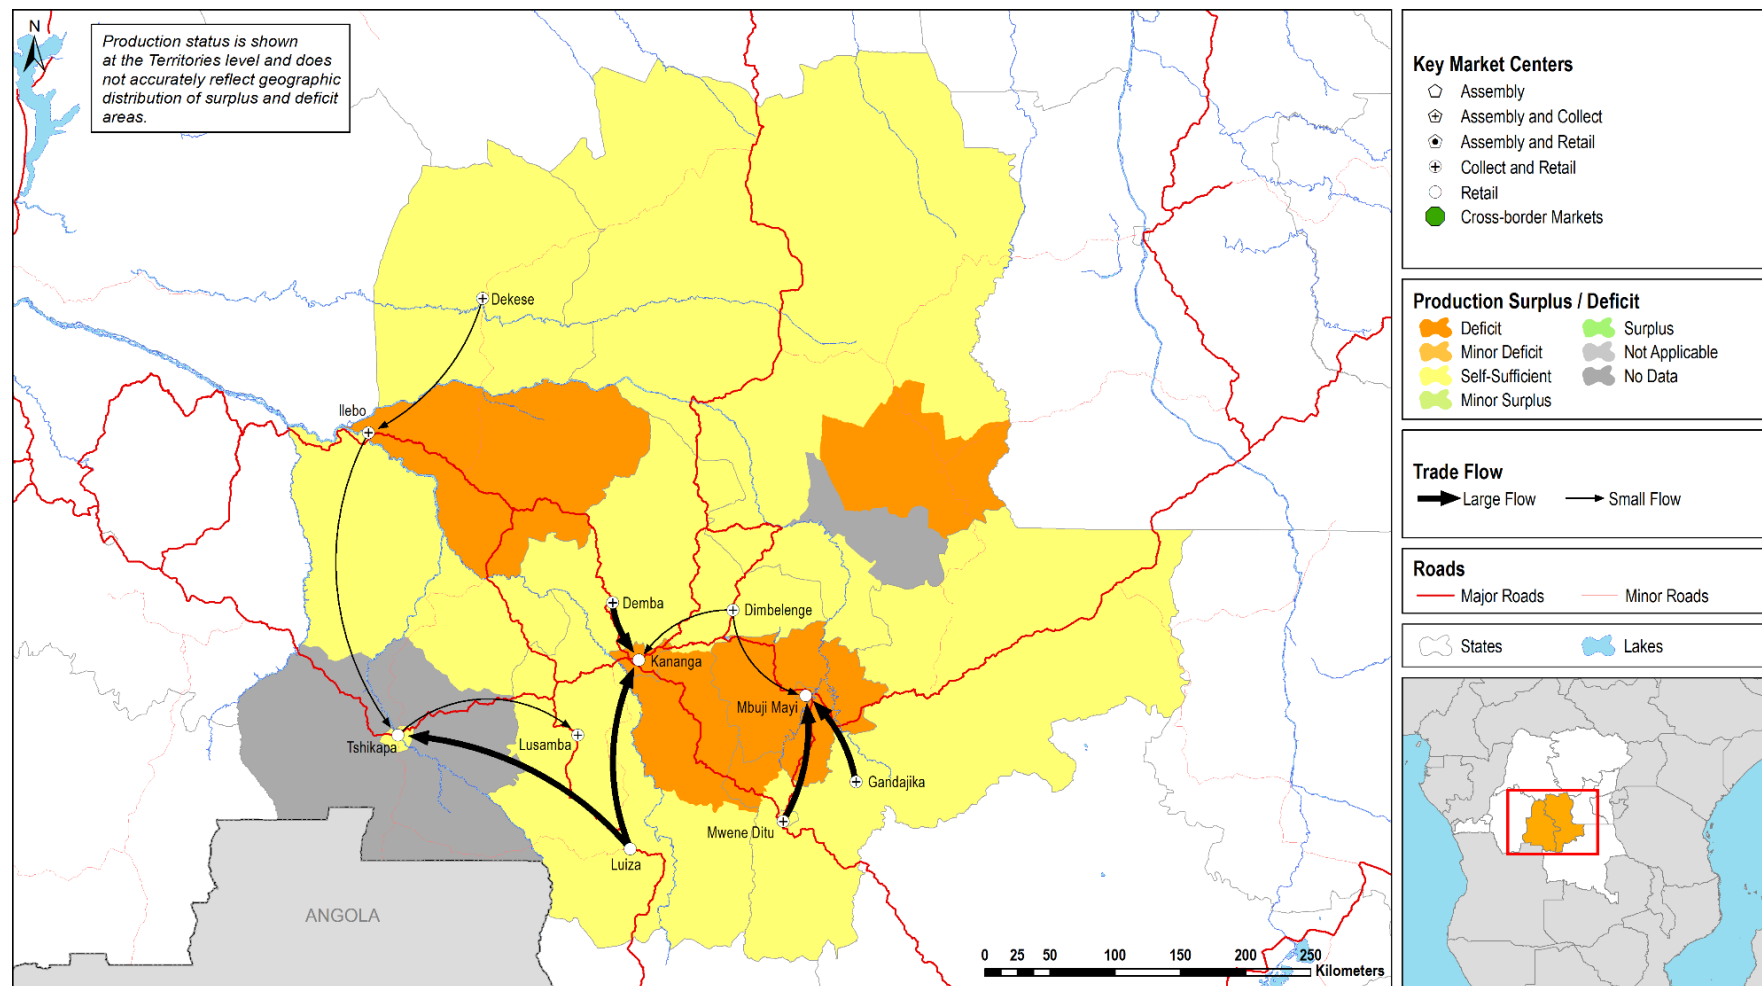 N
Production status is shown
at the Territories level and does
not accurately reflect geographic
distribution of surplus and deficit
areas.
Dekese
Ilebo
Demba
Dimbelenge
Kananga
Mbuji Mayi
Tshikapa
Lusamba
Gandajika
Mwene Ditu
Luiza
ANGOLA
0 25 50 100 150 200 250
Kilometers
Key Market Centers
Assembly
Assembly and Collect
Assembly and Retail
Collect and Retail
Retail
Cross-border Markets
Production Surplus / Deficit
Deficit
Surplus
Minor Deficit
Not Applicable
Self-Sufficient
No Data
Minor Surplus
Trade Flow
Large Flow
Small Flow
Roads
Major Roads
Minor Roads
States
Lakes